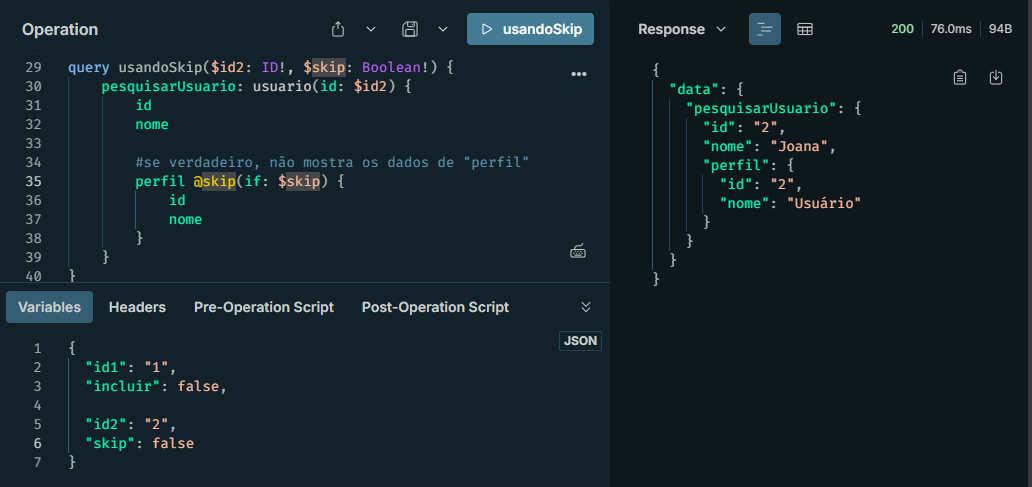 Operation
usandoSkip
29 query usandoSkip($id2: ID!, $skip: Boolean!) {
30 pesquisarUsuario: usuario(id: $id2) {
31 id
32 nome
33
34 #se verdadeiro, não mostra os dados de "perfil"
35 perfil @skip(if: $skip) {
36 id
37 nome
38 }
39 }
40 }
Variables Headers Pre-Operation Script Post-Operation Script
JSON
1 {
2 "id1": "1",
3 "incluir": false,
4
5 "id2": "2",
6 "skip": false
7 }
Response 200 76.0ms 94B
{
"data": {
"pesquisarUsuario": {
"id": "2",
"nome": "Joana",
"perfil": {
"id": "2",
"nome": "Usuário"
}
}
}
}